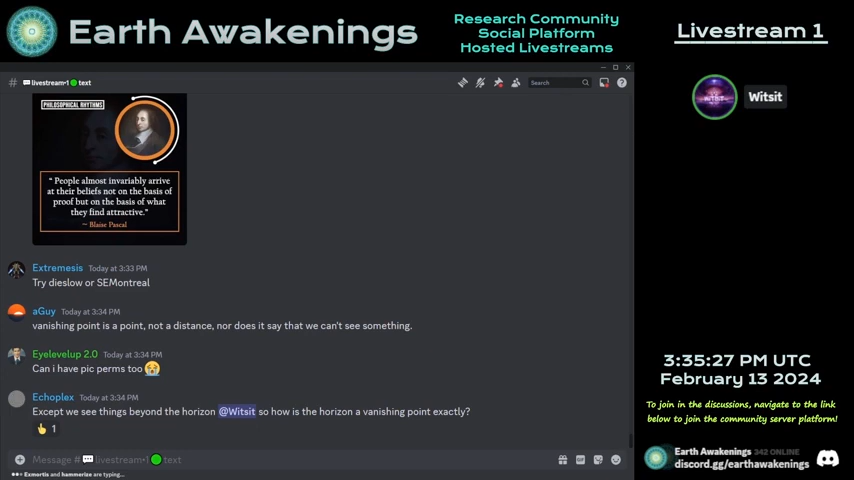 Earth Awakenings
Research Community
Social Platform
Hosted Livestreams
Livestream 1
# livestream•1 text
Search
Witsit
PHILOSOPHICAL RHYTHMS
“ People almost invariably arrive
at their beliefs not on the basis of
proof but on the basis of what
they find attractive.”
~ Blaise Pascal
Extremesis Today at 3:33 PM
Try dieslow or SEMontreal
aGuy Today at 3:34 PM
vanishing point is a point, not a distance, nor does it say that we can't see something.
Eyelevelup 2.0 Today at 3:34 PM
Can i have pic perms too
Echoplex Today at 3:34 PM
Except we see things beyond the horizon @Witsit so how is the horizon a vanishing point exactly?
1
Message # livestream•1 text
Exmortis and hammerize are typing...
3:35:27 PM UTC
February 13 2024
To join in the discussions, navigate to the link
below to join the community server platform!
Earth Awakenings 342 ONLINE
discord.gg/earthawakenings